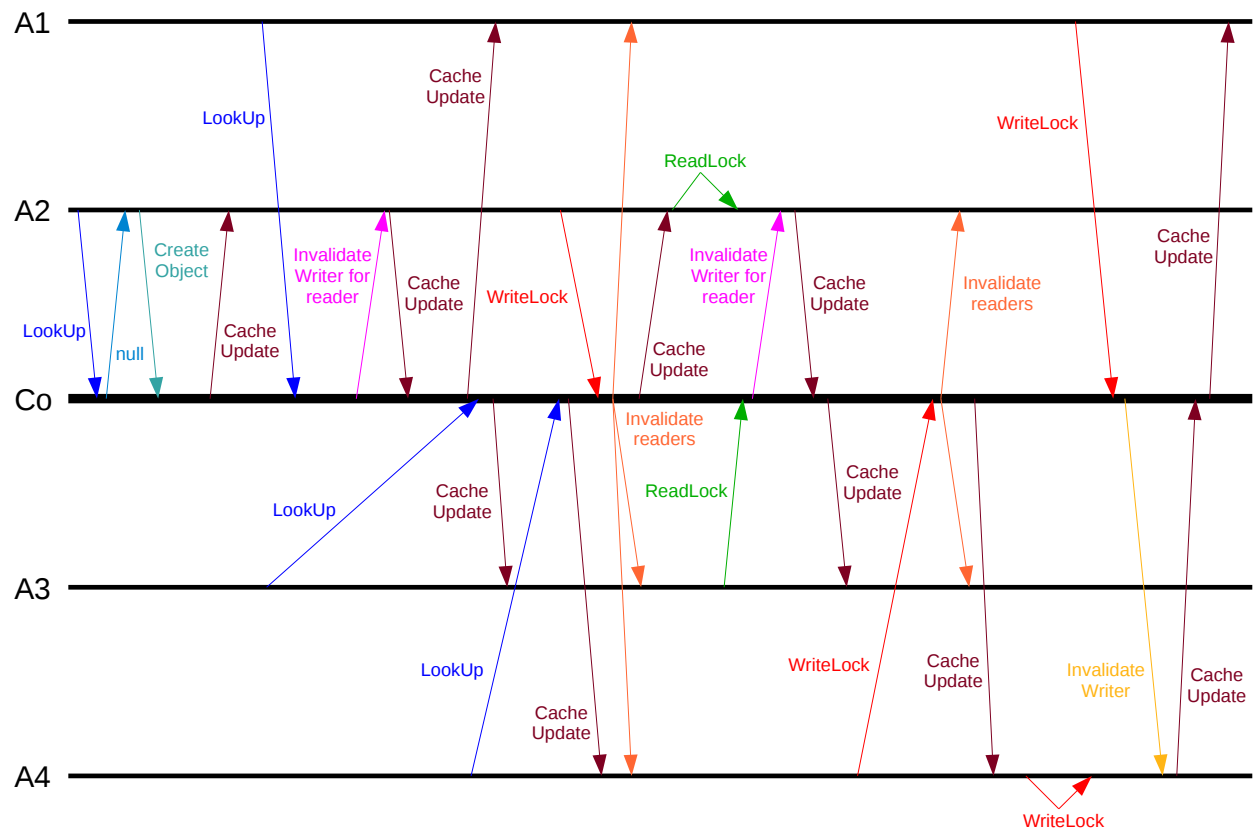 A1
Cache
Update
LookUp
WriteLock
ReadLock
A2
Create
Object
Invalidate
Writer for
reader
Cache
Update
WriteLock
Invalidate
Writer for
reader
Cache
Update
Invalidate
readers
Cache
Update
LookUp
null
Cache
Update
Cache
Update
Co
Invalidate
readers
LookUp
Cache
Update
ReadLock
Cache
Update
A3
LookUp
Cache
Update
WriteLock
Cache
Update
Invalidate
Writer
Cache
Update
A4
WriteLock